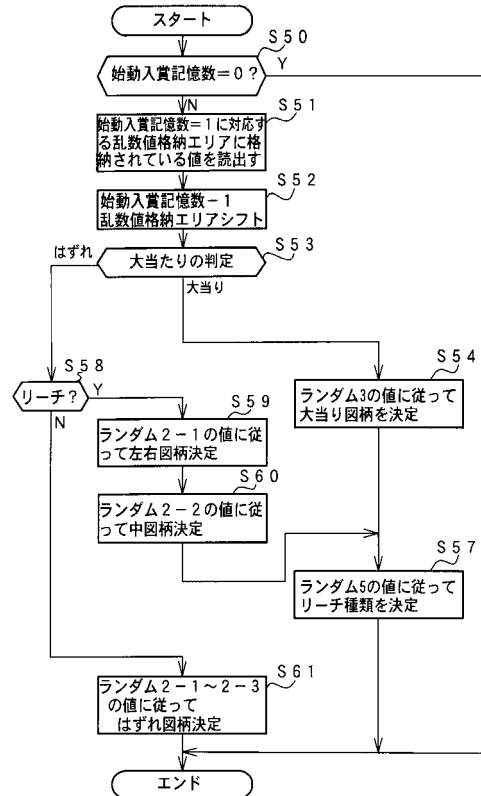 スタート
S50
始動入賞記憶数＝0？
Y
N
S51
始動入賞記憶数＝1に対応す
る乱数値格納エリアに格
納されている値を読出す
S52
始動入賞記憶数−1
乱数値格納エリアシフト
S53
大当たりの判定
はずれ
大当り
S58
リーチ？
Y
N
S54
ランダム3の値に従って
大当り図柄を決定
S59
ランダム2−1の値に従
って左右図柄決定
S60
ランダム2−2の値に従
って中図柄決定
S57
ランダム5の値に従って
リーチ種類を決定
S61
ランダム2−1〜2−3
の値に従って
はずれ図柄決定
エンド